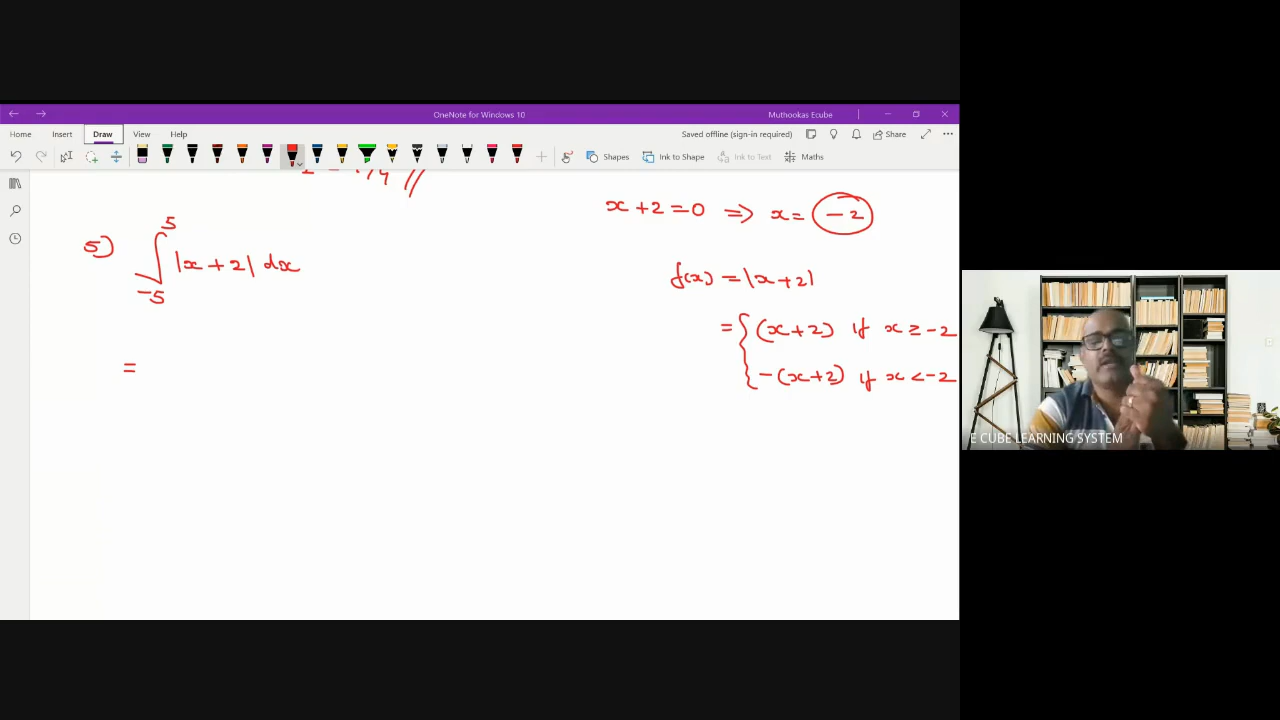 OneNote for Windows 10
Muthookas Ecube
Home Insert Draw View Help
Saved offline (sign-in required)
Share
Shapes
Ink to Shape
Ink to Text
Maths
x+2=0 ⇒ x= -2
5) ∫_{-5}^{5} |x+2| dx
f(x) = |x+2|
= { (x+2) if x ≥ -2
-(x+2) if x < -2
=
E CUBE LEARNING SYSTEM